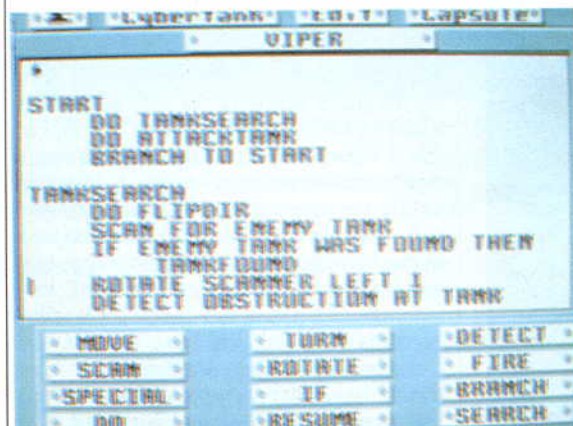 CyberTank Edit Capsule
VIPER
>
START
DO TANKSEARCH
DO ATTACKTANK
BRANCH TO START
TANKSEARCH
DO FLIPDIR
SCAN FOR ENEMY TANK
IF ENEMY TANK WAS FOUND THEN
TANKFOUND
ROTATE SCANNER LEFT 1
DETECT OBSTRUCTION AT TANK
MOVE TURN DETECT
SCAN ROTATE FIRE
SPECIAL IF BRANCH
DO RESUME SEARCH